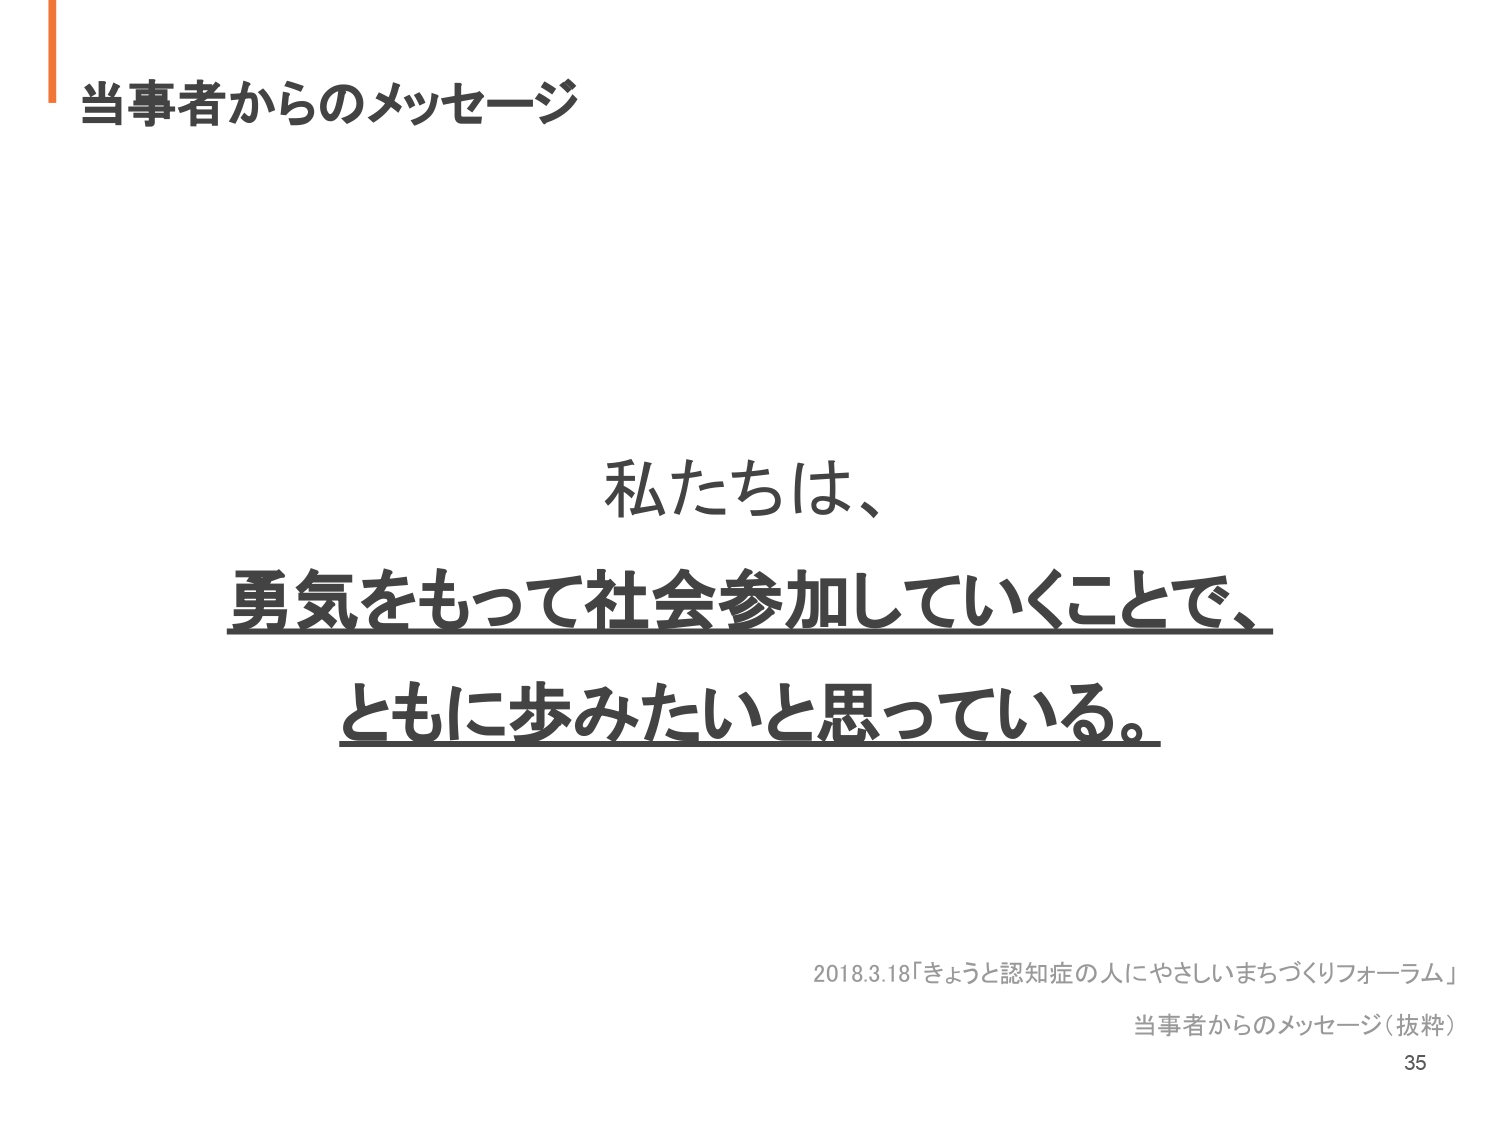 当事者からのメッセージ
私たちは、
勇気をもって社会参加していくことで、
ともに歩みたいと思っている。
2018.3.18「きょうと認知症の人にやさしいまちづくりフォーラム」
当事者からのメッセージ（抜粋）
35